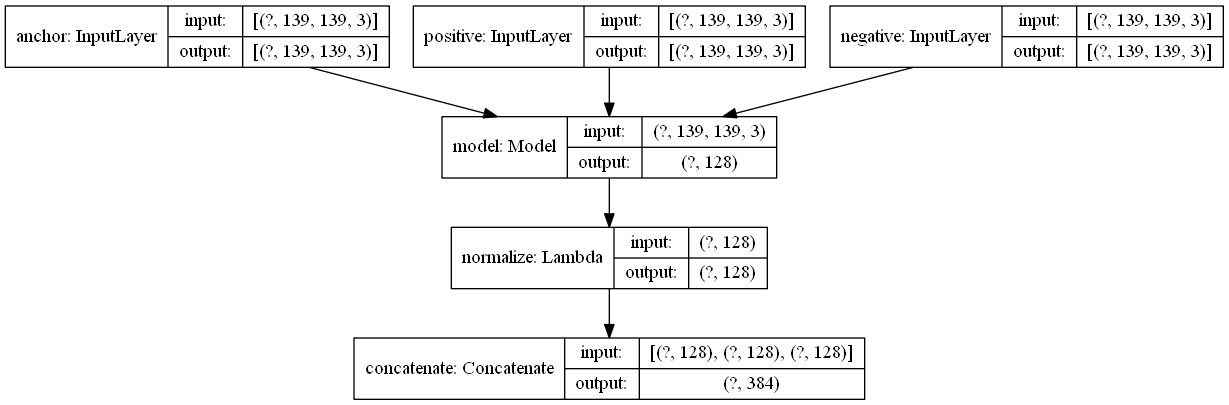 anchor: InputLayer
input: [(?, 139, 139, 3)]
output: [(?, 139, 139, 3)]
positive: InputLayer
input: [(?, 139, 139, 3)]
output: [(?, 139, 139, 3)]
negative: InputLayer
input: [(?, 139, 139, 3)]
output: [(?, 139, 139, 3)]
model: Model
input: (?, 139, 139, 3)
output: (?, 128)
normalize: Lambda
input: (?, 128)
output: (?, 128)
concatenate: Concatenate
input: [(?, 128), (?, 128), (?, 128)]
output: (?, 384)